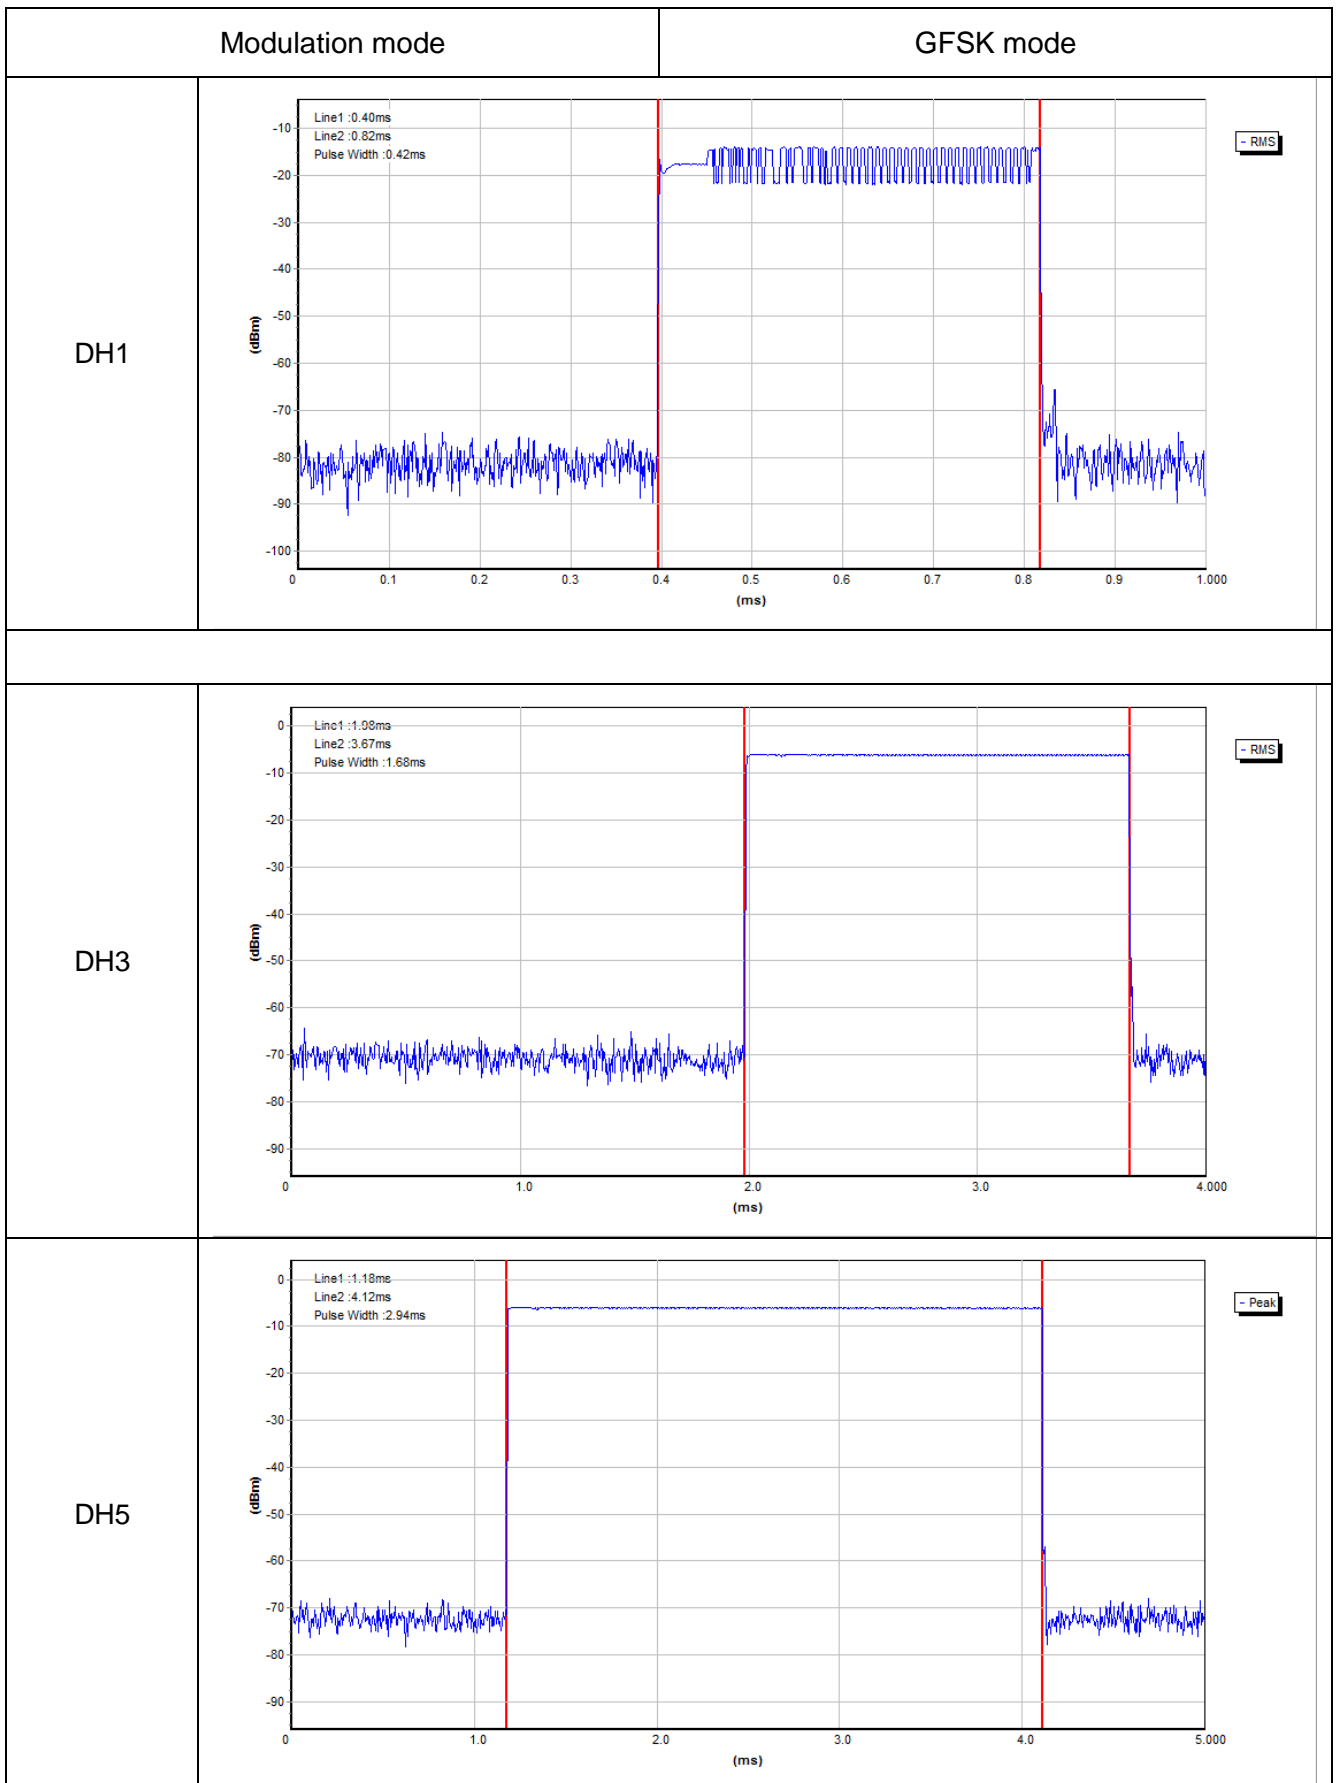 Modulation mode
GFSK mode
DH1
Line1 :0.40ms
Line2 :0.82ms
Pulse Width :0.42ms
- RMS
-10
-20
-30
-40
-50
-60
-70
-80
-90
-100
(dBm)
0 0.1 0.2 0.3 0.4 0.5 0.6 0.7 0.8 0.9 1.000
(ms)
DH3
Line1 :1.98ms
Line2 :3.67ms
Pulse Width :1.68ms
- RMS
0
-10
-20
-30
-40
-50
-60
-70
-80
-90
(dBm)
0 1.0 2.0 3.0 4.000
(ms)
DH5
Line1 :1.18ms
Line2 :4.12ms
Pulse Width :2.94ms
- Peak
0
-10
-20
-30
-40
-50
-60
-70
-80
-90
(dBm)
0 1.0 2.0 3.0 4.0 5.000
(ms)